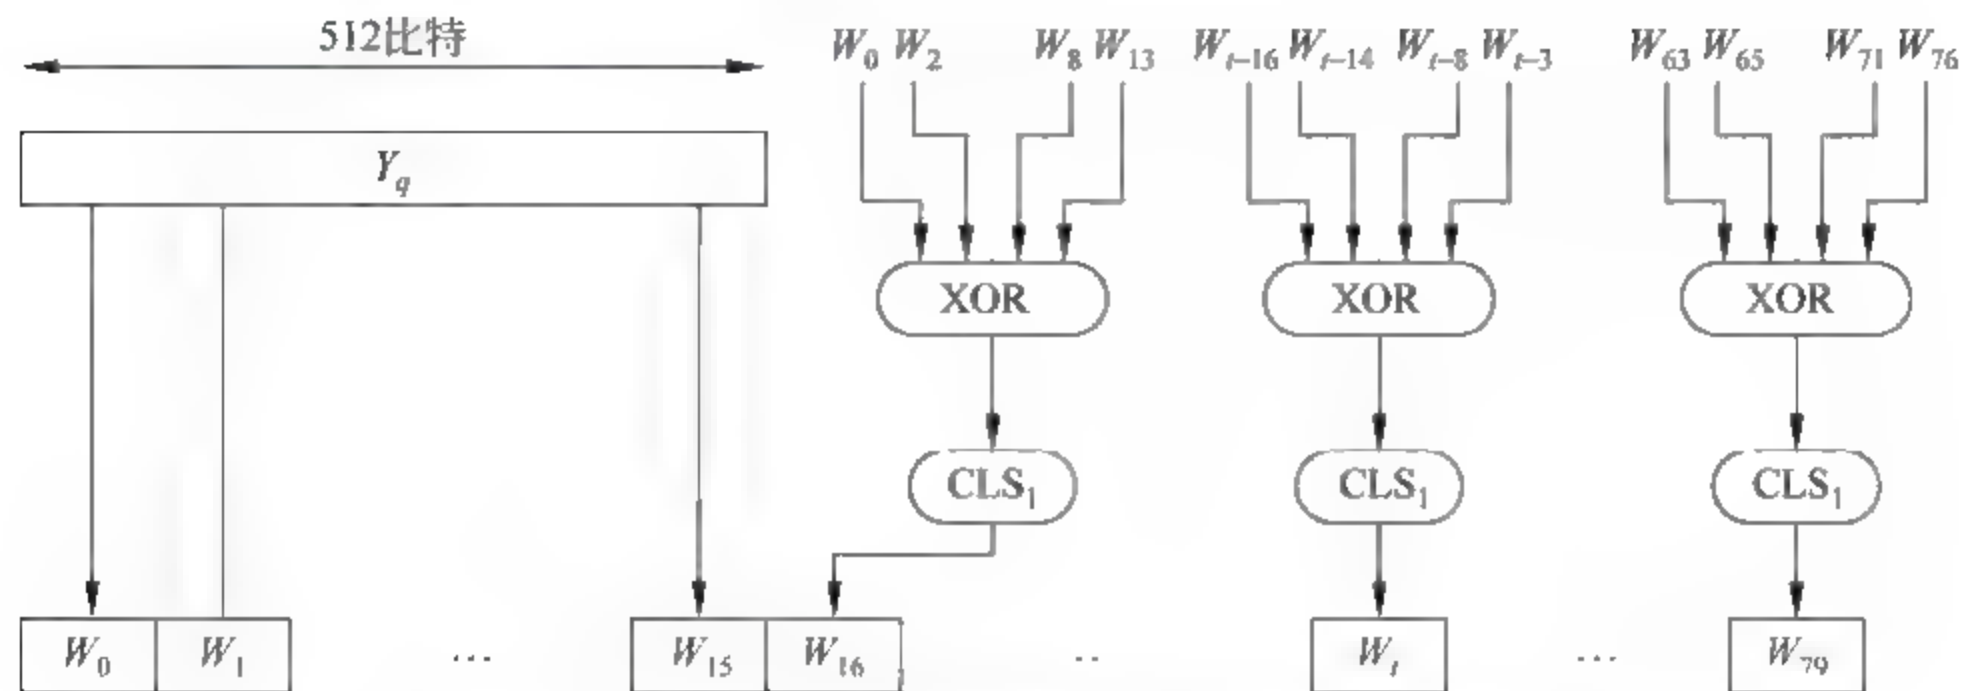 512比特
W₀ W₂ W₈ W₁₃ Wₜ₋₁₆ Wₜ₋₁₄ Wₜ₋₈ Wₜ₋₃ W₆₃ W₆₅ W₇₁ W₇₆
Y_q
XOR XOR XOR
CLS₁ CLS₁ CLS₁
W₀ W₁ ... W₁₅ W₁₆ .. Wₜ ... W₇₉